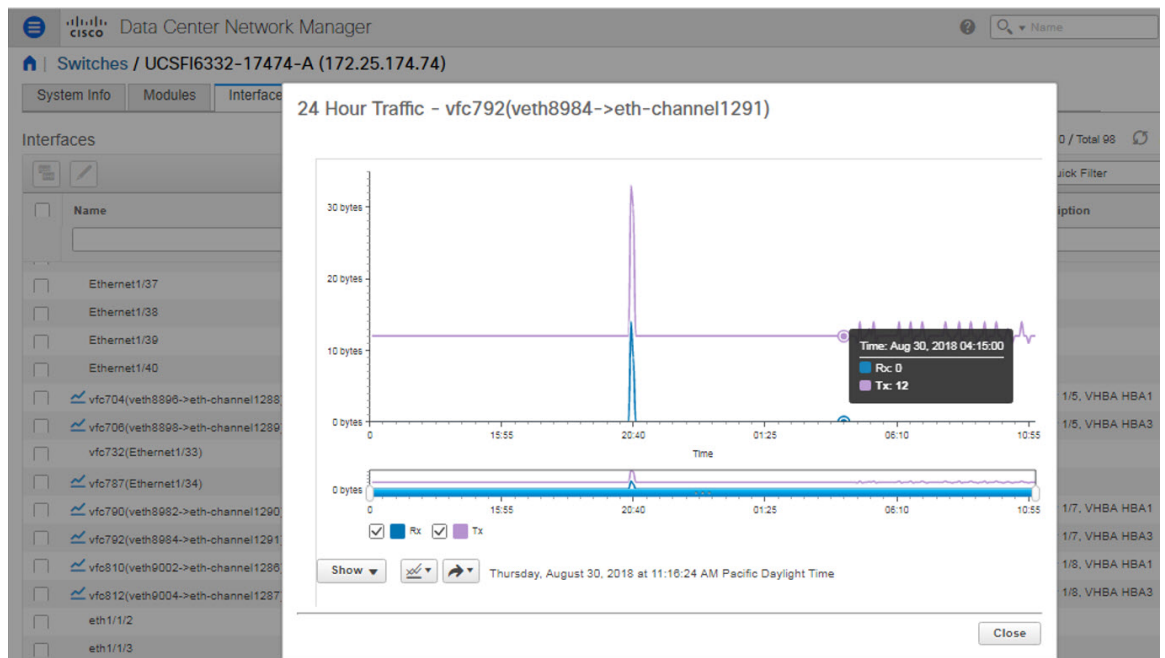 cisco Data Center Network Manager
Name
Switches / UCSFI6332-17474-A (172.25.174.74)
System Info Modules Interface
24 Hour Traffic - vfc792(veth8984->eth-channel1291)
Interfaces
0 / Total 98
uick Filter
Name
iption
30 bytes
20 bytes
10 bytes
0 bytes
Time: Aug 30, 2018 04:15:00
Rx: 0
Tx: 12
0 15:55 20:40 01:25 06:10 10:55
Time
0 bytes
0 15:55 20:40 01:25 06:10 10:55
Rx Tx
Show
Thursday, August 30, 2018 at 11:16:24 AM Pacific Daylight Time
Close
Ethernet1/37
Ethernet1/38
Ethernet1/39
Ethernet1/40
vfc704(veth8896->eth-channel1288 1/5, VHBA HBA1
vfc706(veth8898->eth-channel1289 1/5, VHBA HBA3
vfc732(Ethernet1/33)
vfc787(Ethernet1/34)
vfc790(veth8982->eth-channel1290 1/7, VHBA HBA1
vfc792(veth8984->eth-channel1291 1/7, VHBA HBA3
vfc810(veth9002->eth-channel1286 1/8, VHBA HBA1
vfc812(veth9004->eth-channel1287 1/8, VHBA HBA3
eth1/1/2
eth1/1/3